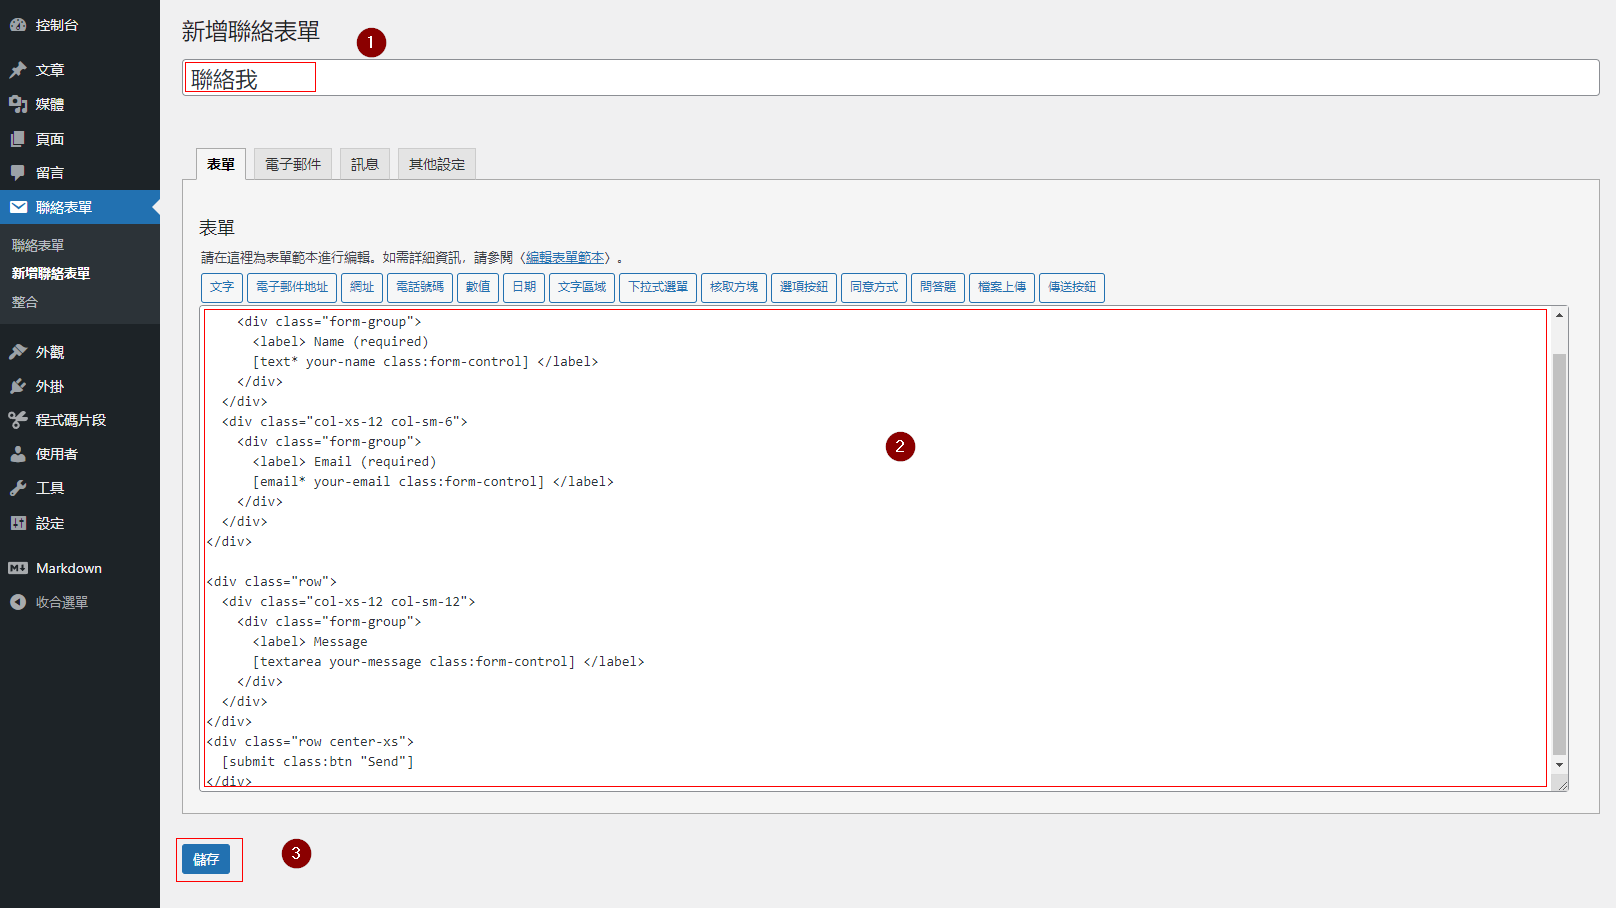 控制台
文章
媒體
頁面
留言
聯絡表單
聯絡表單
新增聯絡表單
整合
外觀
外掛
程式碼片段
使用者
工具
設定
Markdown
收合選單
新增聯絡表單
1
聯絡我
表單 電子郵件 訊息 其他設定
表單
請在這裡為表單範本進行編輯。如需詳細資訊，請參閱〈編輯表單範本〉。
文字 電子郵件地址 網址 電話號碼 數值 日期 文字區域 下拉式選單 核取方塊 選項按鈕 同意方式 問答題 檔案上傳 傳送按鈕
    <div class="form-group">
      <label> Name (required)
      [text* your-name class:form-control] </label>
    </div>
  </div>
  <div class="col-xs-12 col-sm-6">
    <div class="form-group">
      <label> Email (required)
      [email* your-email class:form-control] </label>
    </div>
  </div>
</div>
2
<div class="row">
  <div class="col-xs-12 col-sm-12">
    <div class="form-group">
      <label> Message
      [textarea your-message class:form-control] </label>
    </div>
  </div>
</div>
<div class="row center-xs">
  [submit class:btn "Send"]
</div>
儲存
3